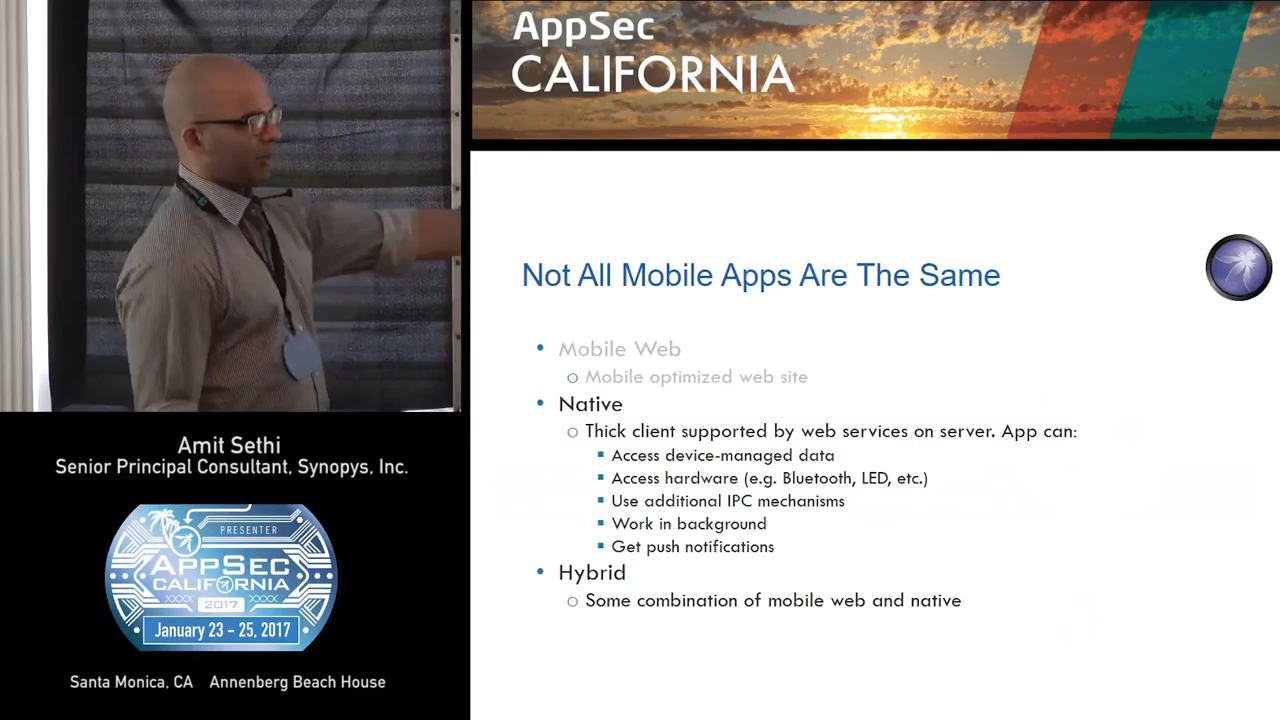 AppSec
CALIFORNIA
Not All Mobile Apps Are The Same
• Mobile Web
o Mobile optimized web site
• Native
o Thick client supported by web services on server. App can:
▪ Access device-managed data
▪ Access hardware (e.g. Bluetooth, LED, etc.)
▪ Use additional IPC mechanisms
▪ Work in background
▪ Get push notifications
• Hybrid
o Some combination of mobile web and native
Amit Sethi
Senior Principal Consultant, Synopys, Inc.
PRESENTER
APPSEC
CALIFORNIA
XXXX 2017 XXXX
January 23 - 25, 2017
Santa Monica, CA Annenberg Beach House